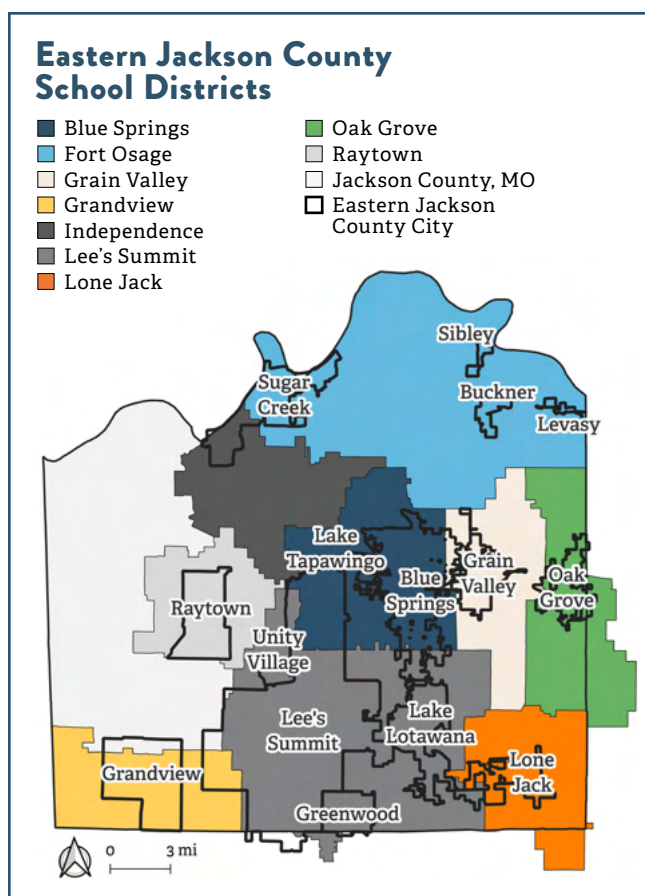 Eastern Jackson County
School Districts
Blue Springs
Fort Osage
Grain Valley
Grandview
Independence
Lee's Summit
Lone Jack
Oak Grove
Raytown
Jackson County, MO
Eastern Jackson
County City
Sibley
Sugar
Creek
Buckner
Levasy
Lake
Tapawingo
Blue
Springs
Grain
Valley
Oak
Grove
Raytown
Unity
Village
Lee's
Summit
Lake
Lotawana
Lone
Jack
Grandview
Greenwood
0 3 mi